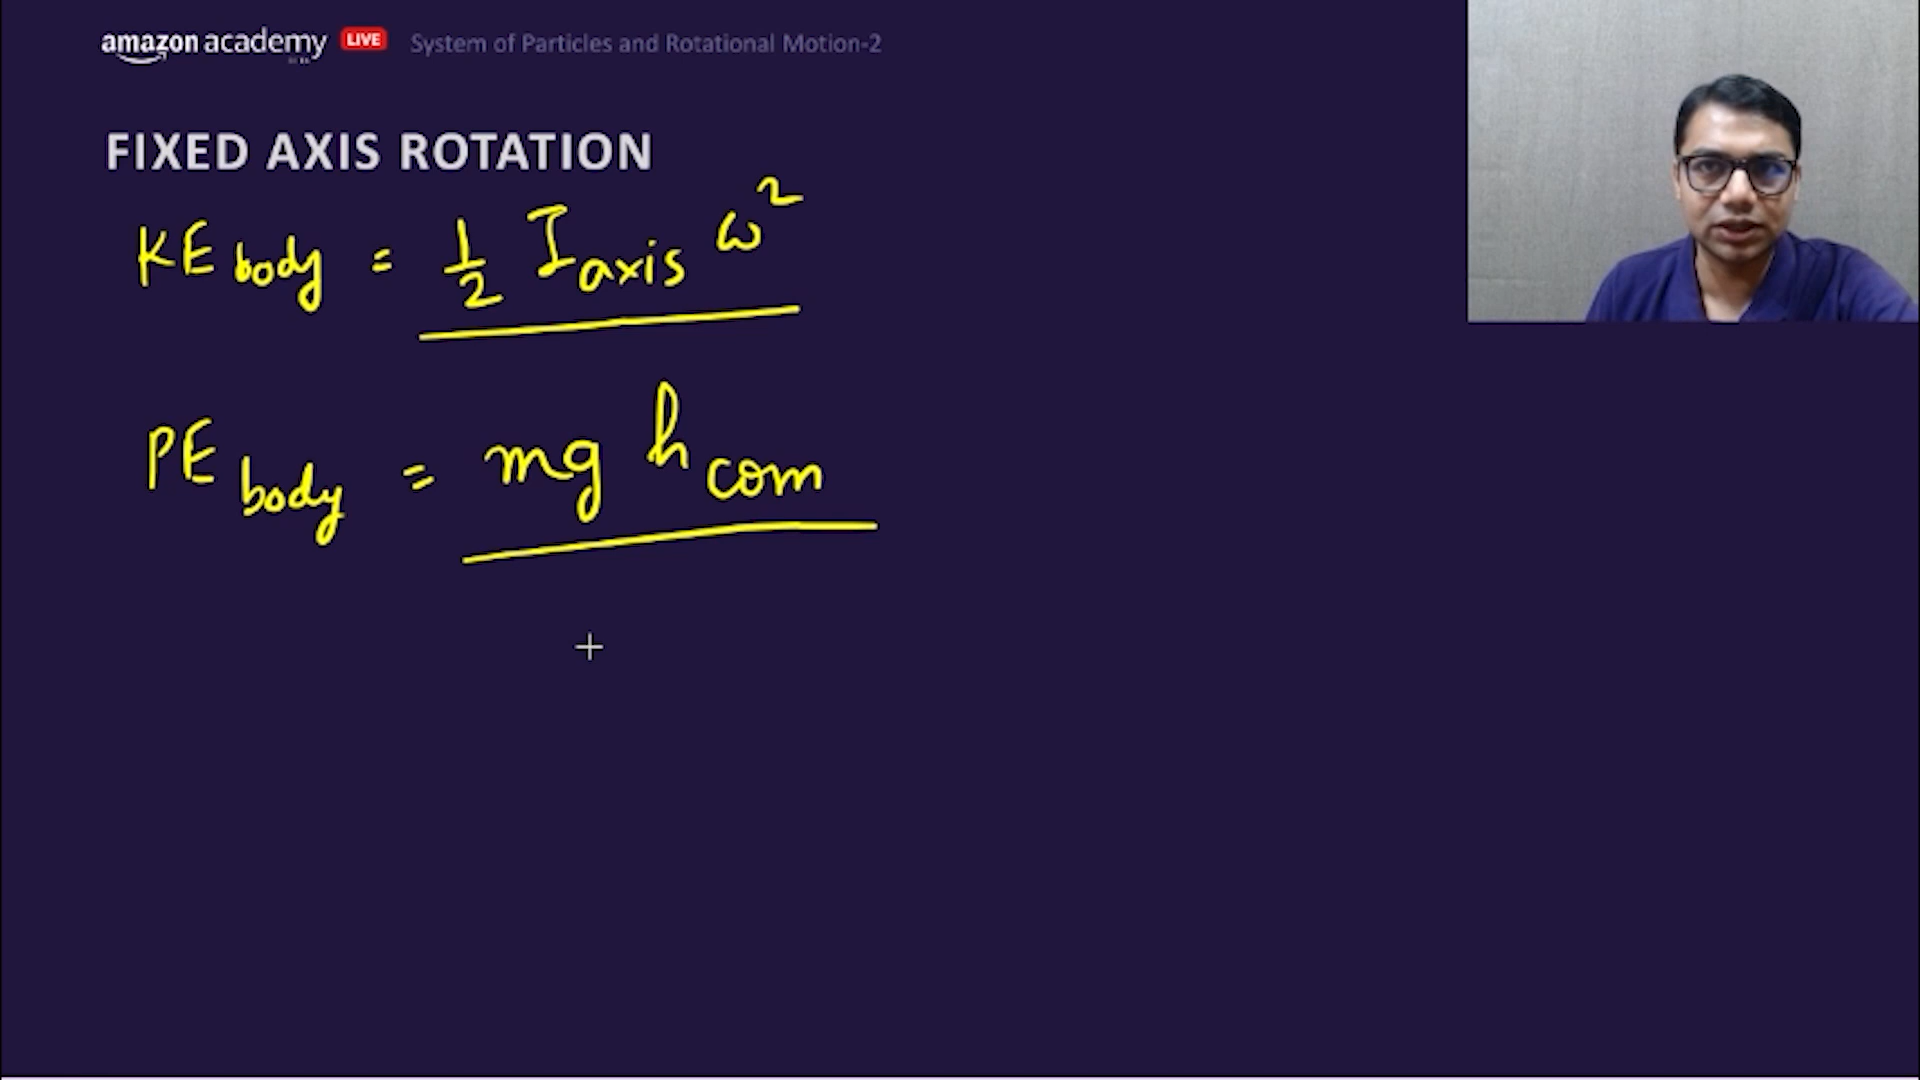 amazon academy LIVE System of Particles and Rotational Motion-2
FIXED AXIS ROTATION
KE body = 1/2 I axis ω²
PE body = mg h com